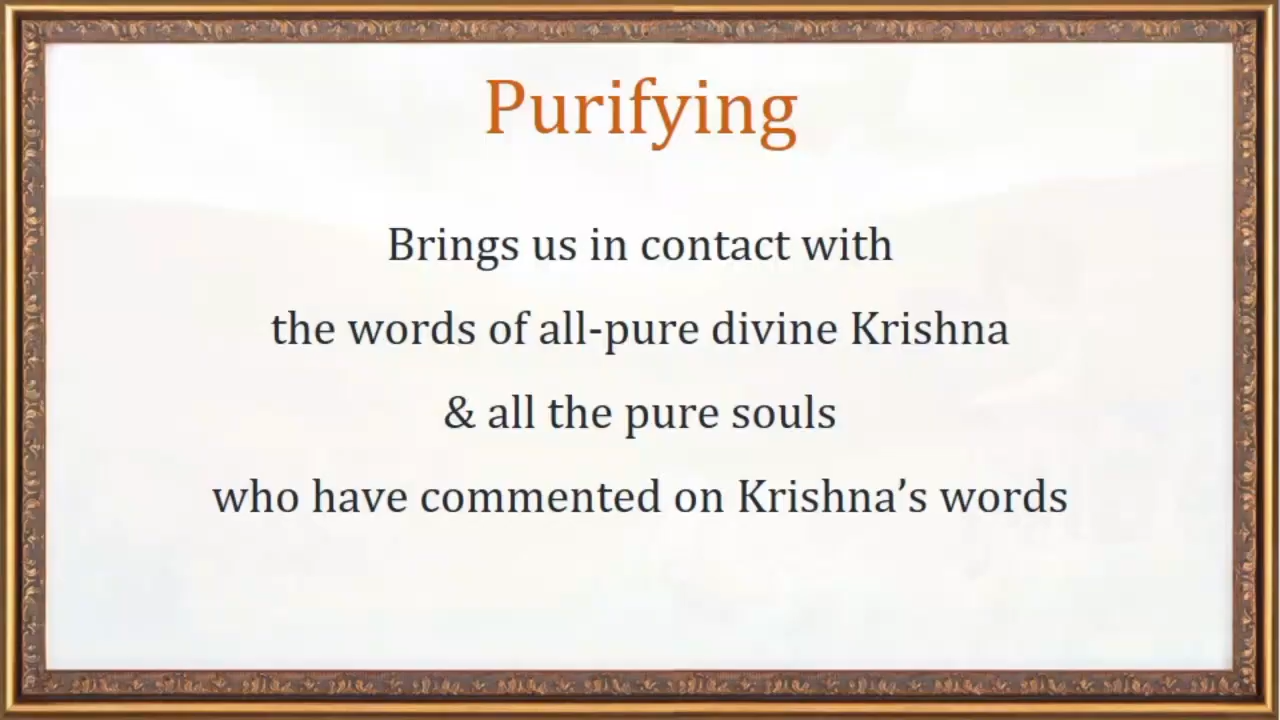 Purifying
Brings us in contact with
the words of all-pure divine Krishna
& all the pure souls
who have commented on Krishna’s words